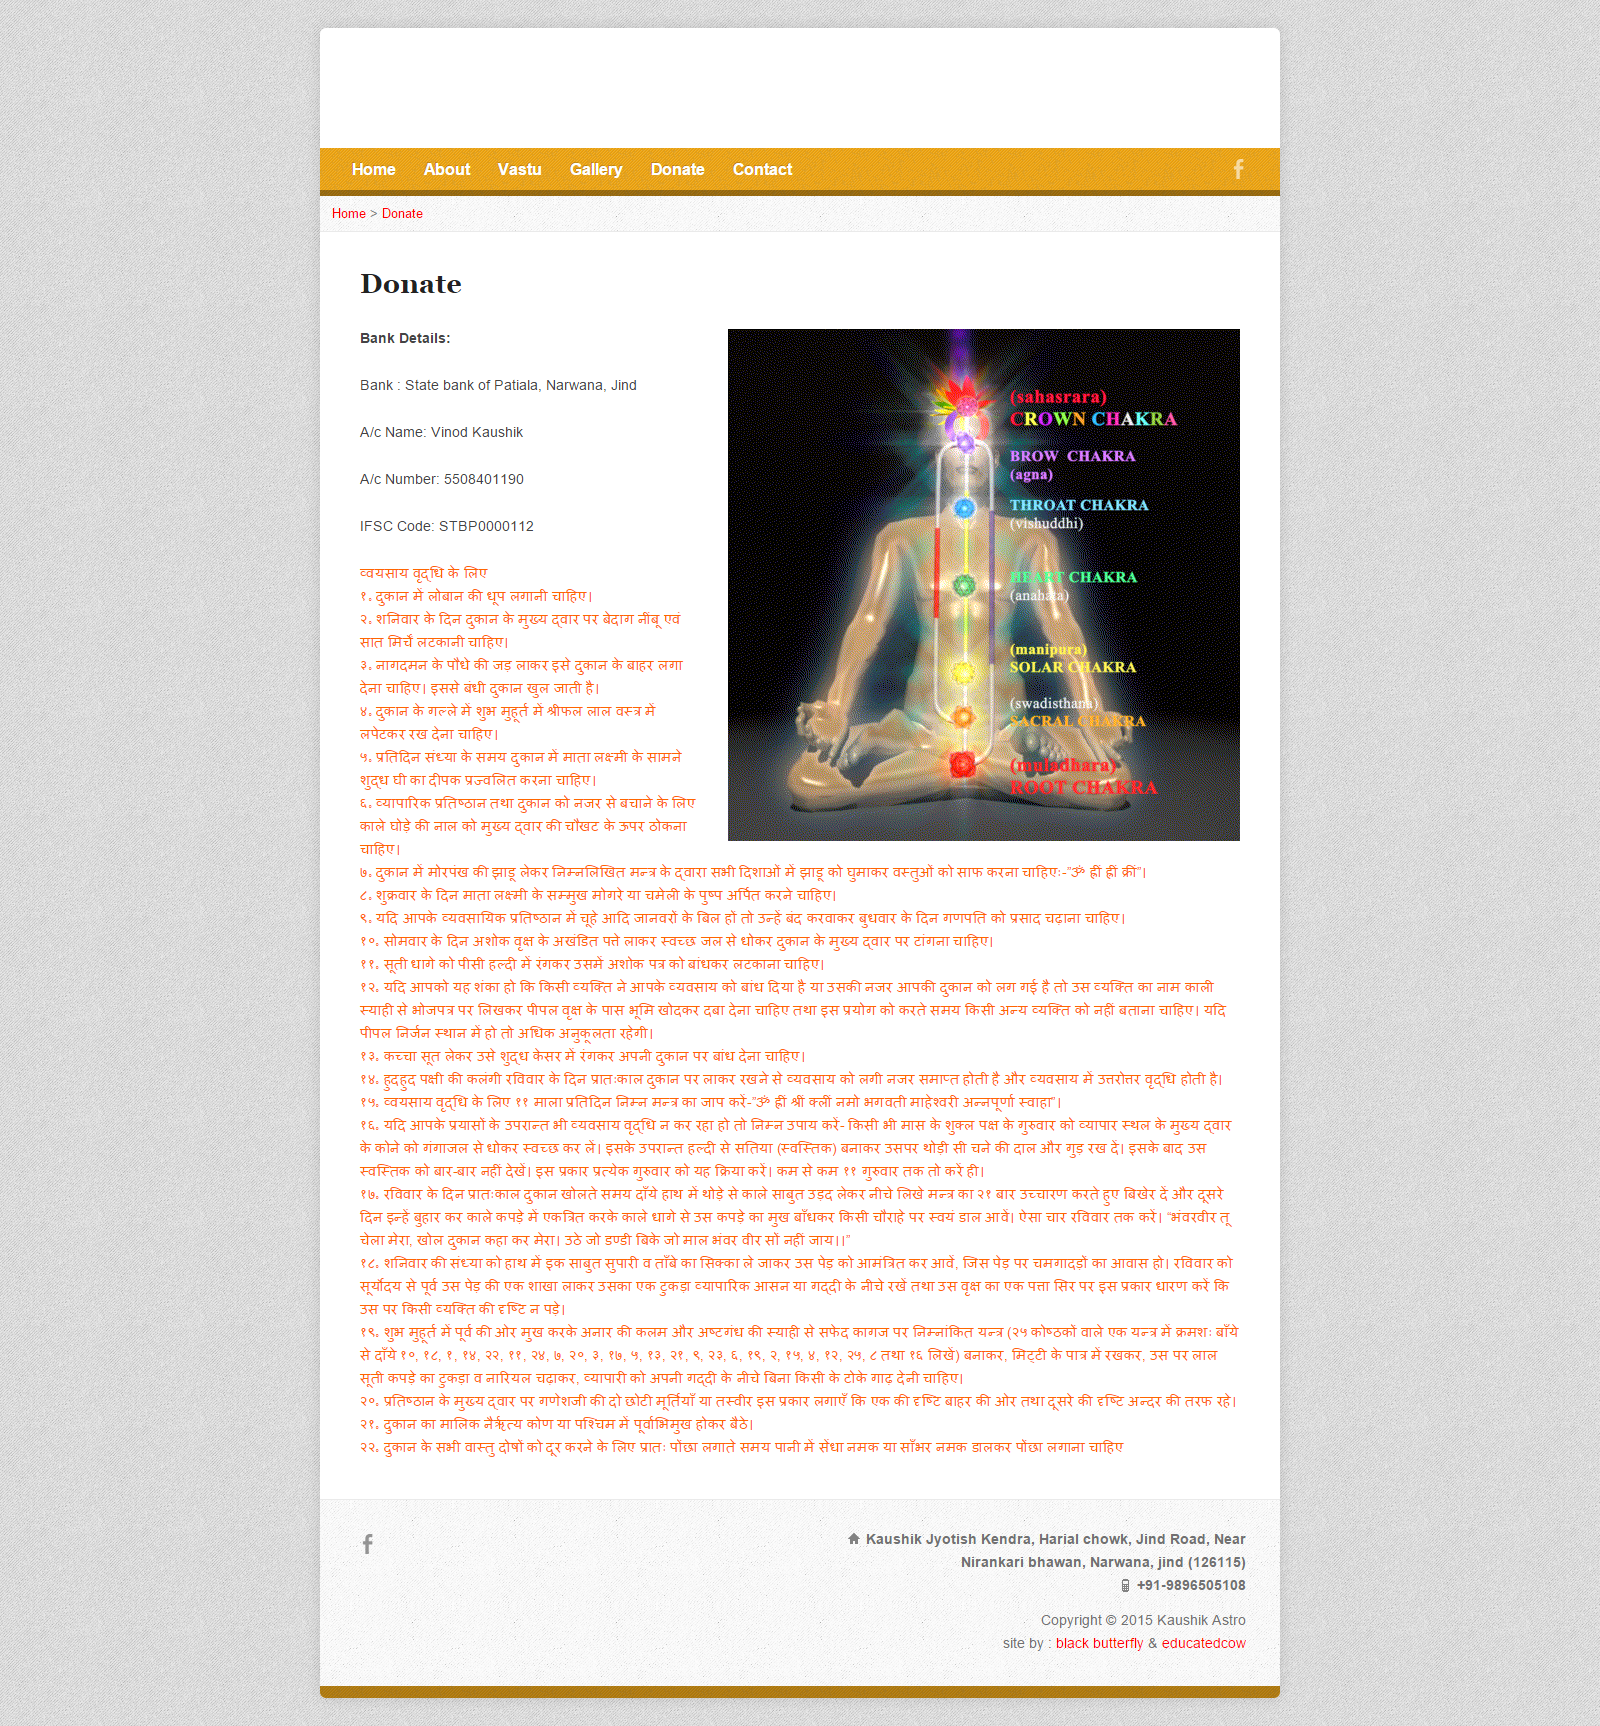 Home About Vastu Gallery Donate Contact
Home > Donate
Donate
Bank Details:
Bank : State bank of Patiala, Narwana, Jind
A/c Name: Vinod Kaushik
A/c Number: 5508401190
IFSC Code: STBP0000112
(sahasrara)
CROWN CHAKRA
BROW CHAKRA
(agna)
THROAT CHAKRA
(vishuddhi)
HEART CHAKRA
(anahata)
(manipura)
SOLAR CHAKRA
(swadisthana)
SACRAL CHAKRA
(muladhara)
ROOT CHAKRA
व्वयसाय वृद्धि के लिए
१॰ दुकान में लोबान की धूप लगानी चाहिए।
२॰ शनिवार के दिन दुकान के मुख्य द्वार पर बेदाग नींबू एवं
सात मिर्चें लटकानी चाहिए।
३॰ नागदमन के पौधे की जड़ लाकर इसे दुकान के बाहर लगा
देना चाहिए। इससे बंधी दुकान खुल जाती है।
४॰ दुकान के गल्ले में शुभ मुहूर्त में श्रीफल लाल वस्त्र में
लपेटकर रख देना चाहिए।
५॰ प्रतिदिन संध्या के समय दुकान में माता लक्ष्मी के सामने
शुद्ध घी का दीपक प्रज्वलित करना चाहिए।
६॰ व्यापारिक प्रतिष्ठान तथा दुकान को नजर से बचाने के लिए
काले घोड़े की नाल को मुख्य द्वार की चौखट के ऊपर ठोकना
चाहिए।
७॰ दुकान में मोरपंख की झाडू लेकर निम्नलिखित मन्त्र के द्वारा सभी दिशाओं में झाडू को घुमाकर वस्तुओं को साफ करना चाहिएः-”ॐ ह्रीं ह्रीं क्रीं”।
८॰ शुक्रवार के दिन माता लक्ष्मी के सम्मुख मोगरे या चमेली के पुष्प अर्पित करने चाहिए।
९॰ यदि आपके व्यवसायिक प्रतिष्ठान में चूहे आदि जानवरों के बिल हों तो उन्हें बंद करवाकर बुधवार के दिन गणपति को प्रसाद चढ़ाना चाहिए।
१०॰ सोमवार के दिन अशोक वृक्ष के अखंडित पत्ते लाकर स्वच्छ जल से धोकर दुकान के मुख्य द्वार पर टांगना चाहिए।
११॰ सूती धागे को पीसी हल्दी में रंगकर उसमें अशोक पत्र को बांधकर लटकाना चाहिए।
१२॰ यदि आपको यह शंका हो कि किसी व्यक्ति ने आपके व्यवसाय को बांध दिया है या उसकी नजर आपकी दुकान को लग गई है तो उस व्यक्ति का नाम काली
स्याही से भोजपत्र पर लिखकर पीपल वृक्ष के पास भूमि खोदकर दबा देना चाहिए तथा इस प्रयोग को करते समय किसी अन्य व्यक्ति को नहीं बताना चाहिए। यदि
पीपल निर्जन स्थान में हो तो अधिक अनुकूलता रहेगी।
१३॰ कच्चा सूत लेकर उसे शुद्ध केसर में रंगकर अपनी दुकान पर बांध देना चाहिए।
१४॰ हुदहुद पक्षी की कलंगी रविवार के दिन प्रातःकाल दुकान पर लाकर रखने से व्यवसाय को लगी नजर समाप्त होती है और व्यवसाय में उत्तरोत्तर वृद्धि होती है।
१५॰ व्वयसाय वृद्धि के लिए ११ माला प्रतिदिन निम्न मन्त्र का जाप करें-”ॐ ह्रीं श्रीं क्लीं नमो भगवती माहेश्वरी अन्नपूर्णा स्वाहा”।
१६॰ यदि आपके प्रयासों के उपरान्त भी व्यवसाय वृद्धि न कर रहा हो तो निम्न उपाय करें- किसी भी मास के शुक्ल पक्ष के गुरुवार को व्यापार स्थल के मुख्य द्वार
के कोने को गंगाजल से धोकर स्वच्छ कर लें। इसके उपरान्त हल्दी से सतिया (स्वस्तिक) बनाकर उसपर थोड़ी सी चने की दाल और गुड़ रख दें। इसके बाद उस
स्वस्तिक को बार-बार नहीं देखें। इस प्रकार प्रत्येक गुरुवार को यह क्रिया करें। कम से कम ११ गुरुवार तक तो करें ही।
१७॰ रविवार के दिन प्रातःकाल दुकान खोलते समय दाँये हाथ में थोड़े से काले साबुत उड़द लेकर नीचे लिखे मन्त्र का २१ बार उच्चारण करते हुए बिखेर दें और दूसरे
दिन इन्हें बुहार कर काले कपड़े में एकत्रित करके काले धागे से उस कपड़े का मुख बाँधकर किसी चौराहे पर स्वयं डाल आवें। ऐसा चार रविवार तक करें। “भंवरवीर तू
चेला मेरा, खोल दुकान कहा कर मेरा। उठे जो डण्डी बिके जो माल भंवर वीर सों नहीं जाय।।”
१८॰ शनिवार की संध्या को हाथ में इक साबुत सुपारी व ताँबे का सिक्का ले जाकर उस पेड़ को आमंत्रित कर आवें, जिस पेड़ पर चमगादड़ों का आवास हो। रविवार को
सूर्योदय से पूर्व उस पेड़ की एक शाखा लाकर उसका एक टुकड़ा व्यापारिक आसन या गद्दी के नीचे रखें तथा उस वृक्ष का एक पत्ता सिर पर इस प्रकार धारण करें कि
उस पर किसी व्यक्ति की दृष्टि न पड़े।
१९॰ शुभ मुहूर्त में पूर्व की ओर मुख करके अनार की कलम और अष्टगंध की स्याही से सफेद कागज पर निम्नांकित यन्त्र (२५ कोष्ठकों वाले एक यन्त्र में क्रमशः बाँये
से दाँये १०, १८, १, १४, २२, ११, २४, ७, २०, ३, १७, ५, १३, २१, ९, २३, ६, १९, २, १५, ४, १२, २५, ८ तथा १६ लिखें) बनाकर, मिट्टी के पात्र में रखकर, उस पर लाल
सूती कपड़े का टुकड़ा व नारियल चढ़ाकर, व्यापारी को अपनी गद्दी के नीचे बिना किसी के टोके गाढ़ देनी चाहिए।
२०॰ प्रतिष्ठान के मुख्य द्वार पर गणेशजी की दो छोटी मूर्तियाँ या तस्वीर इस प्रकार लगाएँ कि एक की दृष्टि बाहर की ओर तथा दूसरे की दृष्टि अन्दर की तरफ रहे।
२१॰ दुकान का मालिक नैर्ऋत्य कोण या पश्चिम में पूर्वाभिमुख होकर बैठे।
२२॰ दुकान के सभी वास्तु दोषों को दूर करने के लिए प्रातः पोंछा लगाते समय पानी में सेंधा नमक या साँभर नमक डालकर पोंछा लगाना चाहिए
Kaushik Jyotish Kendra, Harial chowk, Jind Road, Near
Nirankari bhawan, Narwana, jind (126115)
+91-9896505108
Copyright © 2015 Kaushik Astro
site by : black butterfly & educatedcow